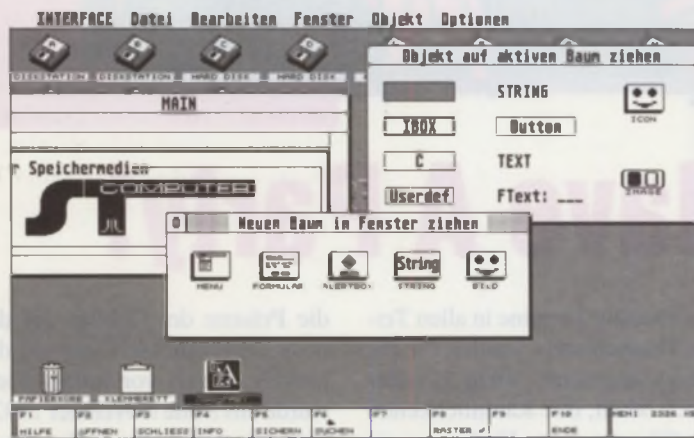 INTERFACE Datei Bearbeiten Fenster Objekt Optionen
DISKSTATION DISKSTATION HARD DISK HARD DISK
Objekt auf aktiven Baum ziehen
STRING
ICON
IBOX Button
C TEXT
IMAGE
Userdef FText: ___
MAIN
r Speichermedien
COMPUTER
Neuen Baum in Fenster ziehen
MENU FORMULAR ALERTBOX STRING BILD
String
PAPIERKORB KLEMMBRETT
F1 F2 F3 F4 F5 F6 F7 F8 F9 F10
HILFE ÖFFNEN SCHLIESS INFO SICHERN SUCHEN RASTER ENDE